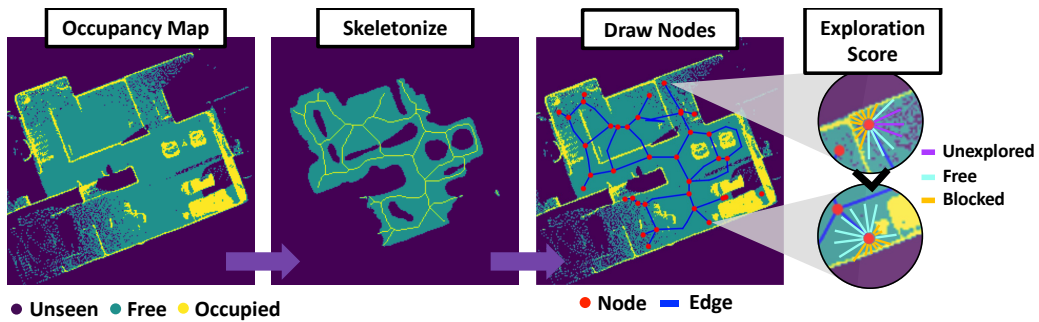 Occupancy Map
Skeletonize
Draw Nodes
Exploration
Score
Unexplored
Free
Blocked
Unseen
Free
Occupied
Node
Edge